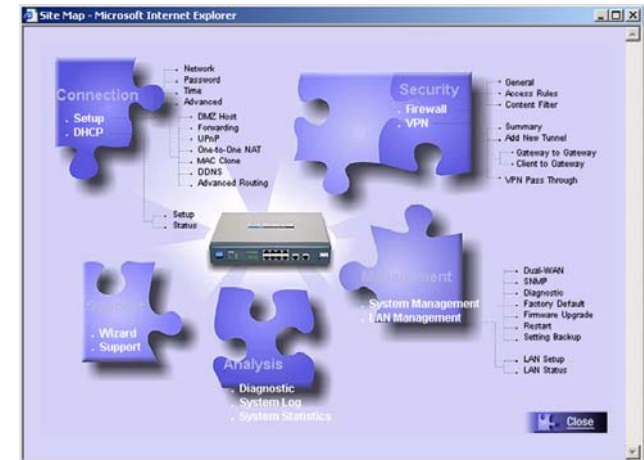 Site Map - Microsoft Internet Explorer
Connection
. Setup
. DHCP
Network
Password
Time
Advanced
DMZ Host
Forwarding
UPnP
One-to-One NAT
MAC Clone
DDNS
Advanced Routing
Setup
Status
Security
. Firewall
. VPN
General
Access Rules
Content Filter
Summary
Add New Tunnel
Gateway to Gateway
Client to Gateway
VPN Pass Through
Management
. System Management
. LAN Management
Dual-WAN
SNMP
Diagnostic
Factory Default
Firmware Upgrade
Restart
Setting Backup
LAN Setup
LAN Status
. Wizard
. Support
Analysis
. Diagnostic
. System Log
. System Statistics
Close